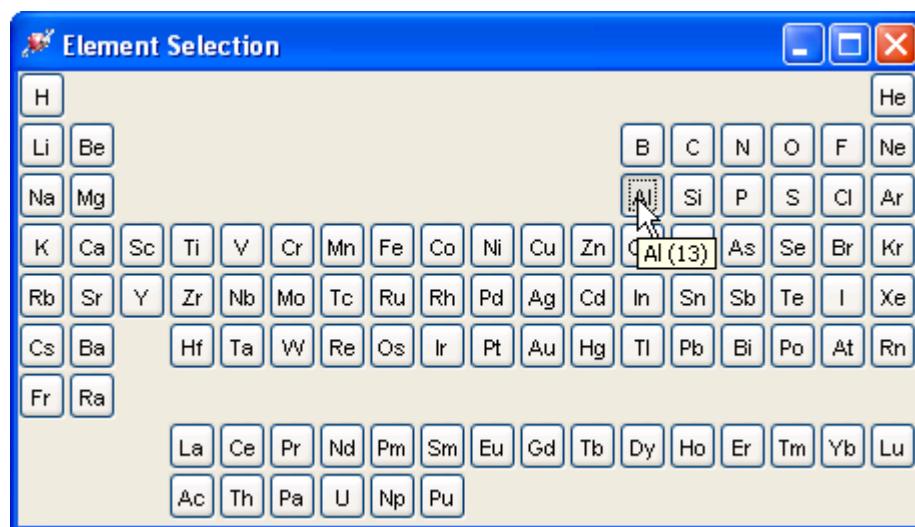 Element Selection
H He
Li Be B C N O F Ne
Na Mg Al Si P S Cl Ar
K Ca Sc Ti V Cr Mn Fe Co Ni Cu Zn As Se Br Kr
Al (13)
Rb Sr Y Zr Nb Mo Tc Ru Rh Pd Ag Cd In Sn Sb Te I Xe
Cs Ba Hf Ta W Re Os Ir Pt Au Hg Tl Pb Bi Po At Rn
Fr Ra
La Ce Pr Nd Pm Sm Eu Gd Tb Dy Ho Er Tm Yb Lu
Ac Th Pa U Np Pu